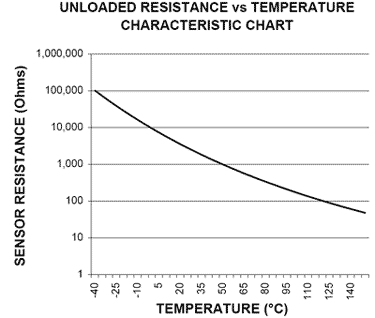 UNLOADED RESISTANCE vs TEMPERATURE
CHARACTERISTIC CHART
SENSOR RESISTANCE (Ohms)
1,000,000
100,000
10,000
1,000
100
10
1
-40 -25 -10 5 20 35 50 65 80 95 110 125 140
TEMPERATURE (°C)